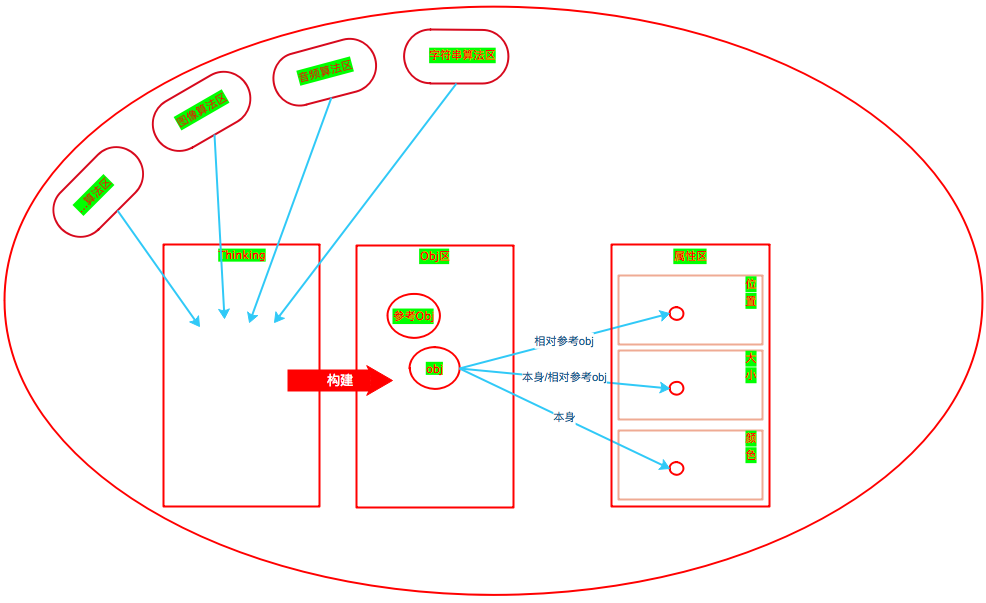 字符串算法区
音频算法区
图像算法区
..算法区
Thinking
Obj区
属性区
位
置
参考Obj
相对参考obj
obj
大
小
构建
本身/相对参考obj
本身
颜
色